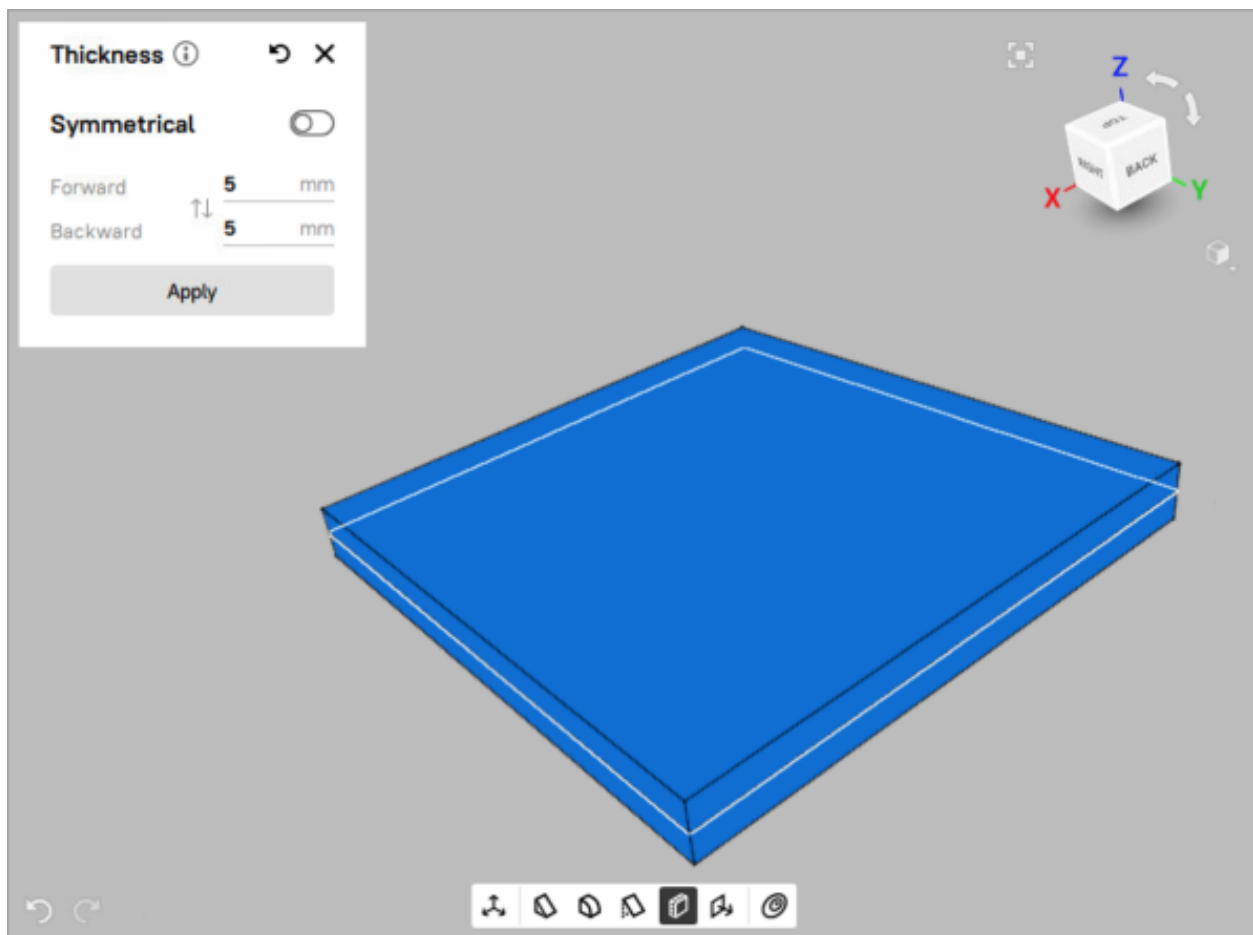 Thickness
Symmetrical
Forward 5 mm
Backward 5 mm
Apply
Z
TOP
RIGHT BACK
X Y